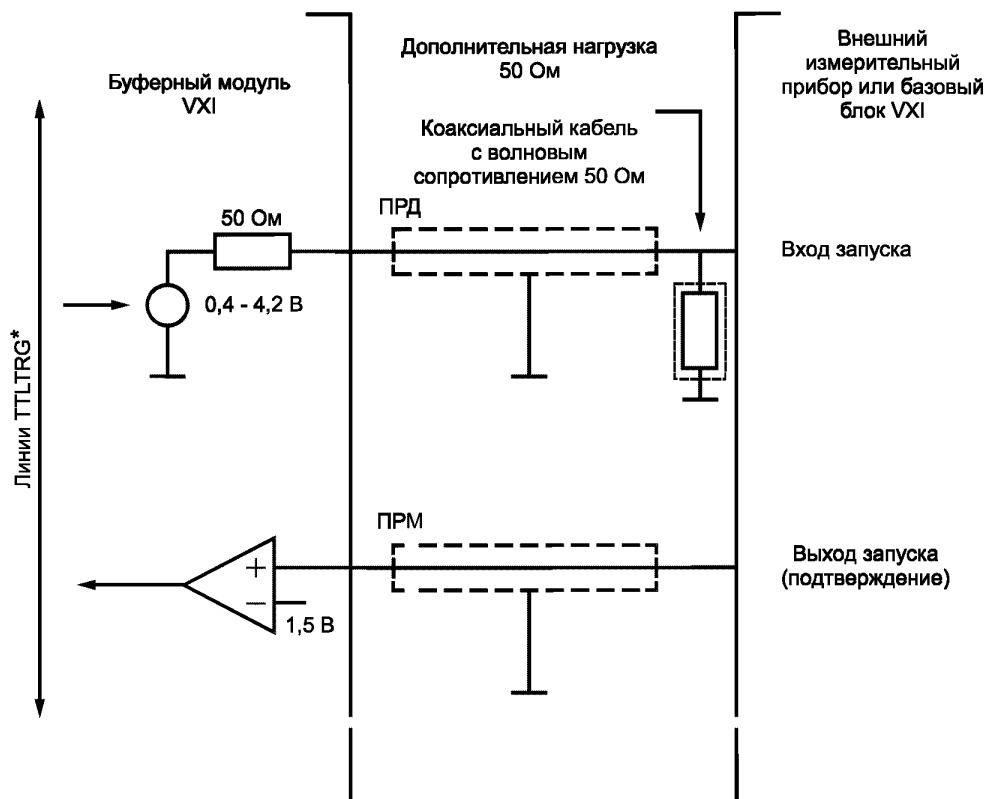 Дополнительная нагрузка
50 Ом
Внешний
измерительный
прибор или базовый
блок VXI
Буферный модуль
VXI
Коаксиальный кабель
с волновым
сопротивлением 50 Ом
ПРД
50 Ом
Вход запуска
0,4 - 4,2 В
Линии TTLTRG*
ПРМ
Выход запуска
(подтверждение)
+
−
1,5 В